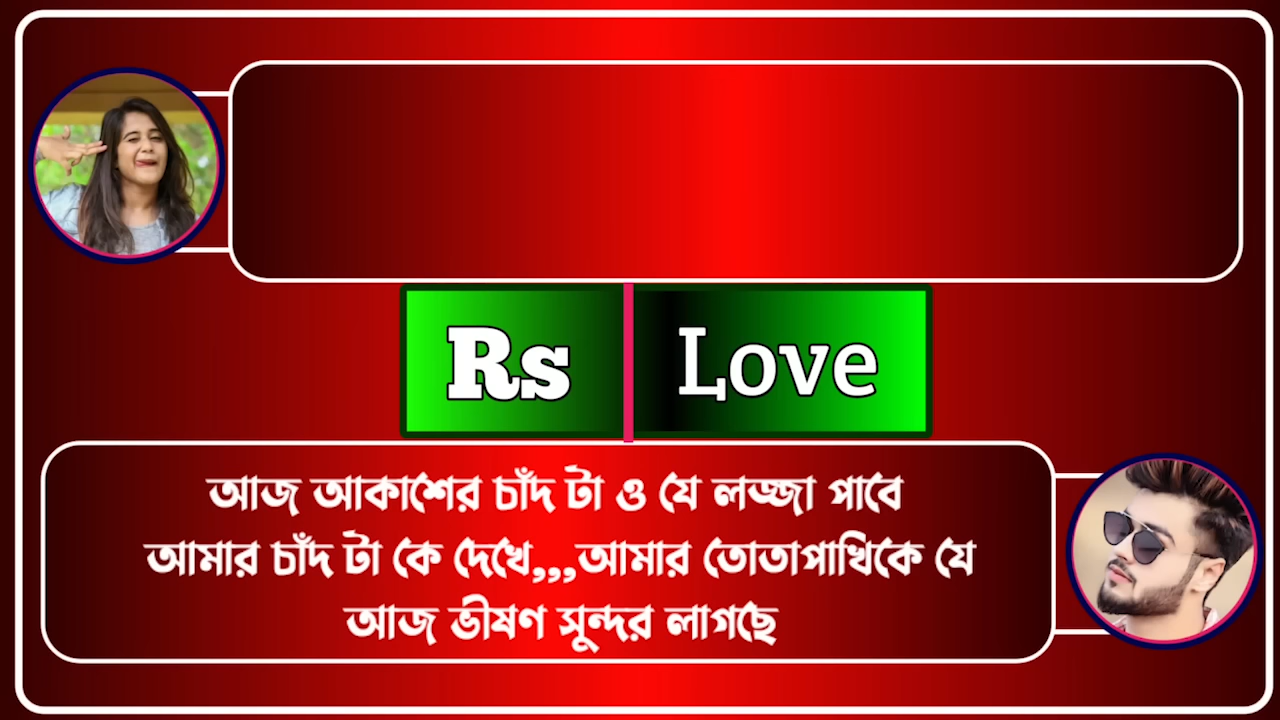 Rs Love
আজ আকাশের চাঁদ টা ও যে লজ্জা পাবে
আমার চাঁদ টা কে দেখে,,,আমার তোতাপাখিকে যে
আজ ভীষণ সুন্দর লাগছে